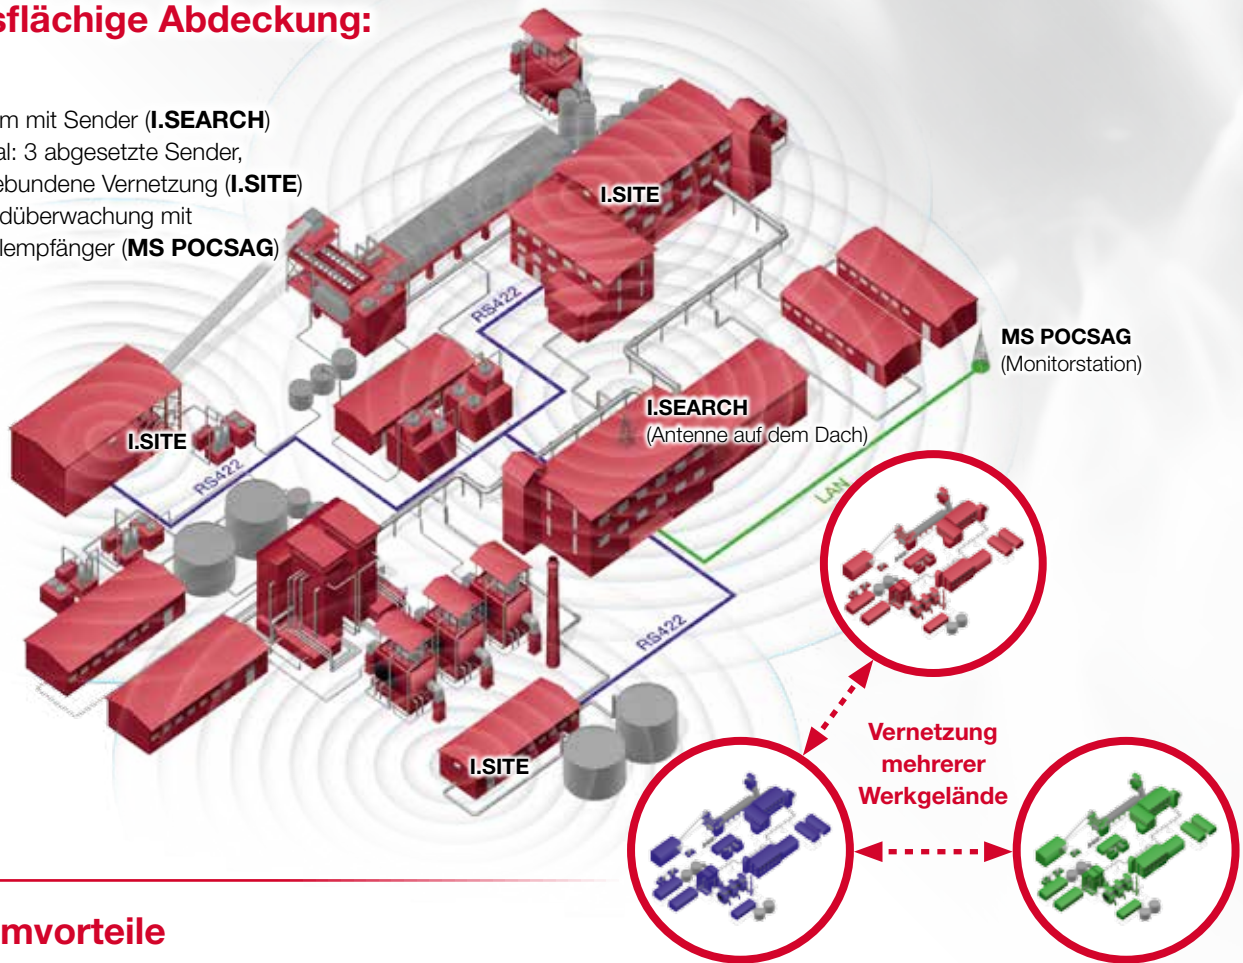 sflächige Abdeckung:
m mit Sender (I.SEARCH)
al: 3 abgesetzte Sender,
ebundene Vernetzung (I.SITE)
düberwachung mit
lempfänger (MS POCSAG)
I.SITE
RS422
MS POCSAG
(Monitorstation)
I.SEARCH
(Antenne auf dem Dach)
I.SITE
RS422
LAN
RS422
I.SITE
Vernetzung
mehrerer
Werkgelände
mvorteile